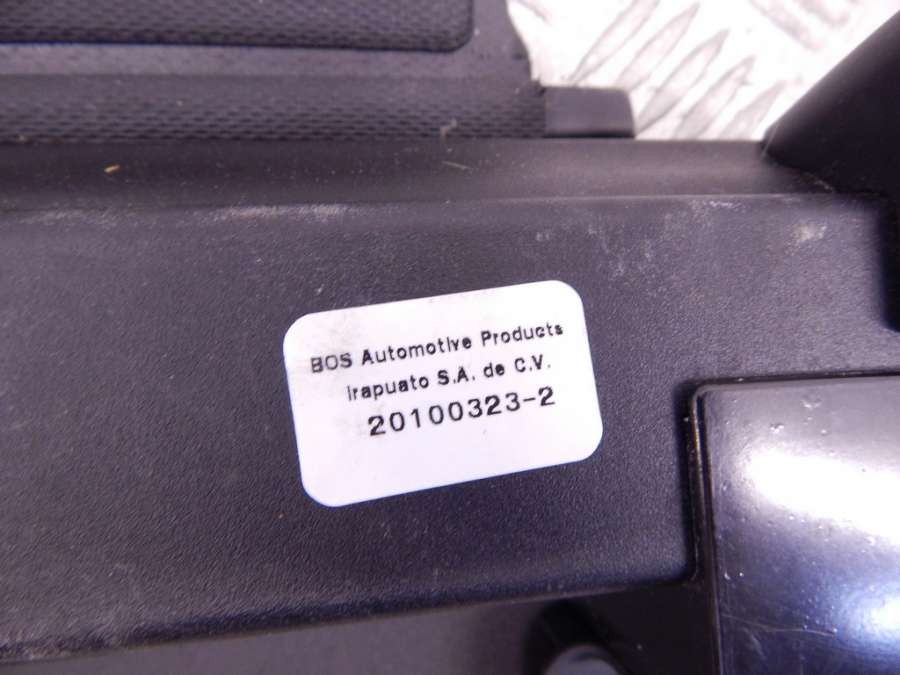 BOS Automotive Products
Irapuato S.A. de C.V.
20100323-2